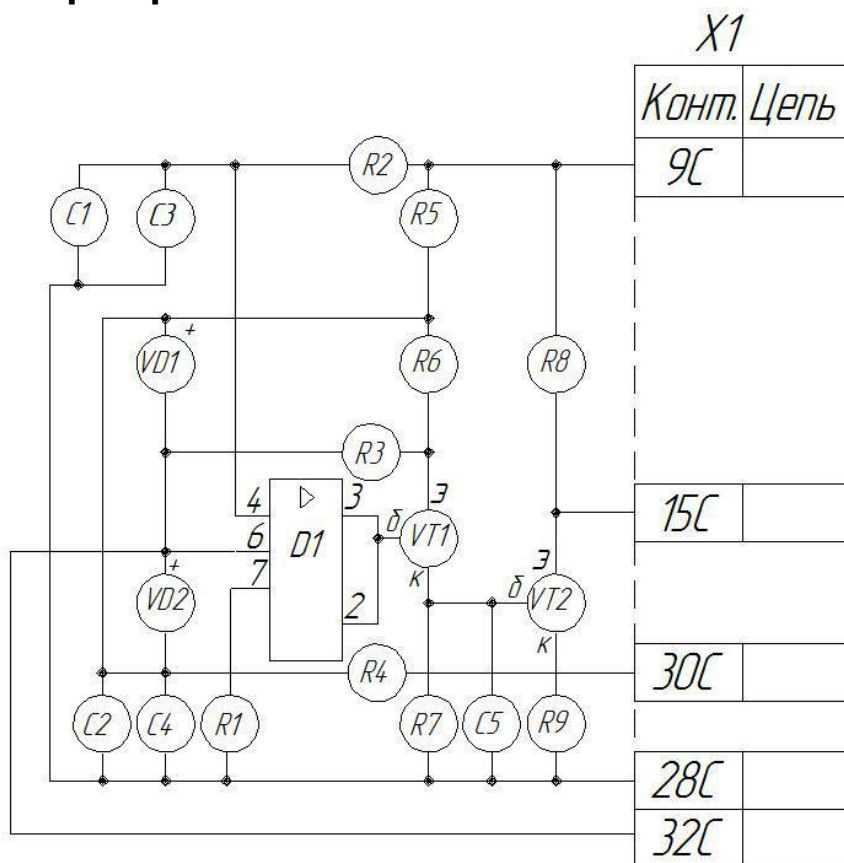 X1
Конт. Цепь
9С
R2
C1 C3 R5
+
VD1 R6 R8
R3
4 3 э
15С
D1 б VT1
6
+ 7 к э
VD2 2 б VT2
к
R4 30С
C2 C4 R1 R7 C5 R9
28С
32С